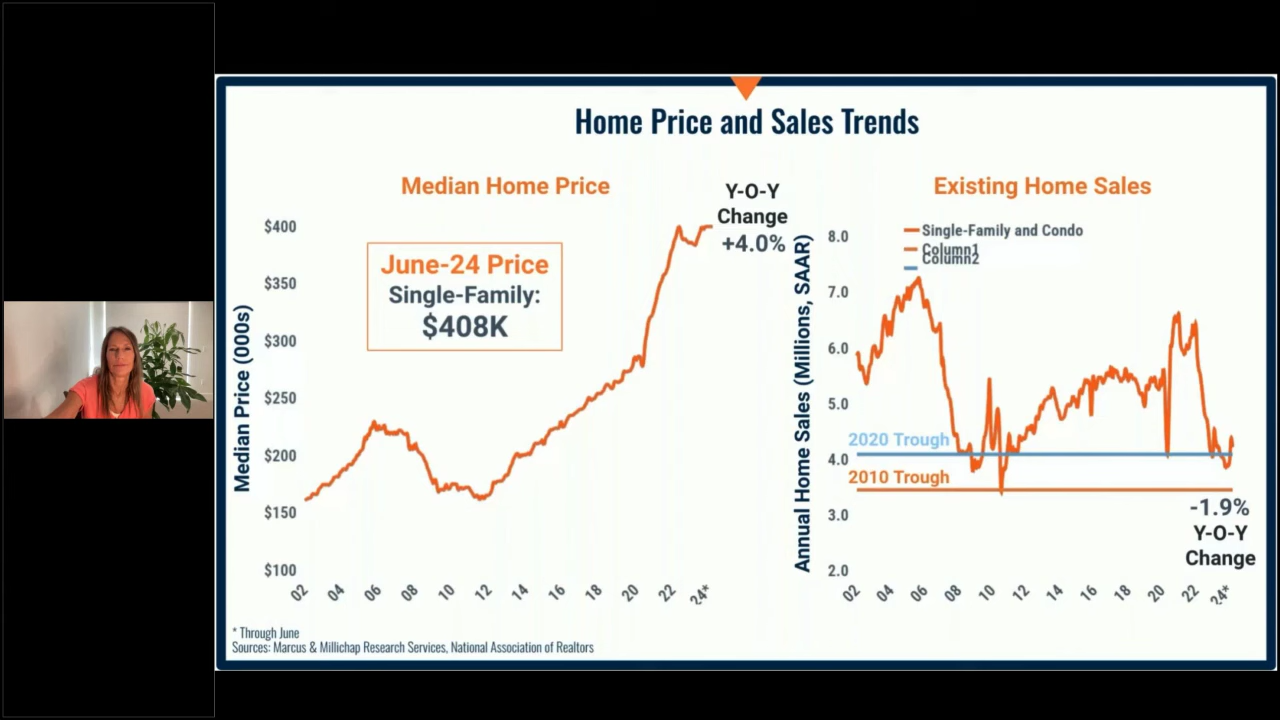 Home Price and Sales Trends
Median Home Price
Y-O-Y
Change
+4.0%
June-24 Price
Single-Family:
$408K
Median Price (000s)
$400
$350
$300
$250
$200
$150
$100
02 04 06 08 10 12 14 16 18 20 22 24*
Existing Home Sales
Single-Family and Condo
Column1
Column2
Annual Home Sales (Millions, SAAR)
8.0
7.0
6.0
5.0
4.0
3.0
2.0
2020 Trough
2010 Trough
-1.9%
Y-O-Y
Change
02 04 06 08 10 12 14 16 18 20 22 24*
* Through June
Sources: Marcus & Millichap Research Services, National Association of Realtors